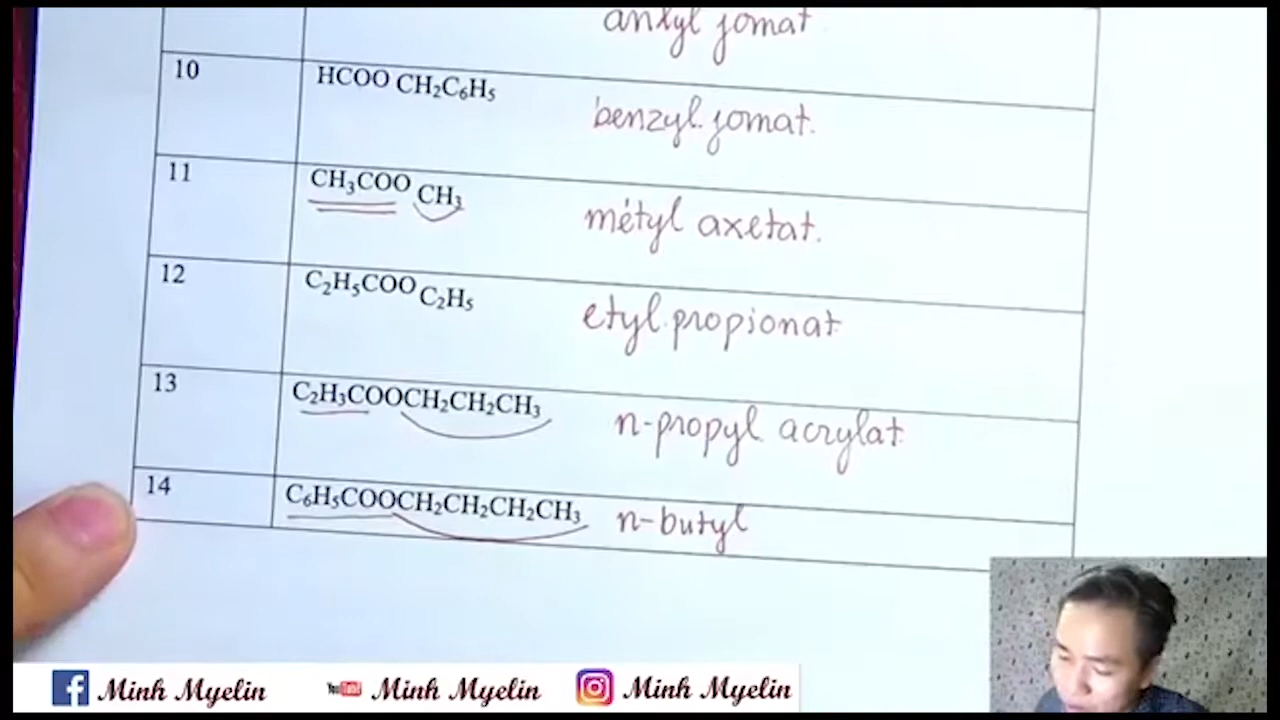 anlyl fomat
10 HCOO CH₂C₆H₅ benzyl fomat.
11 CH₃COO CH₃ métyl axetat.
12 C₂H₅COO C₂H₅ etyl propionat
13 C₂H₃COOCH₂CH₂CH₃ n-propyl acrylat
14 C₆H₅COOCH₂CH₂CH₂CH₃ n-butyl
Minh Myelin YouTube Minh Myelin Minh Myelin